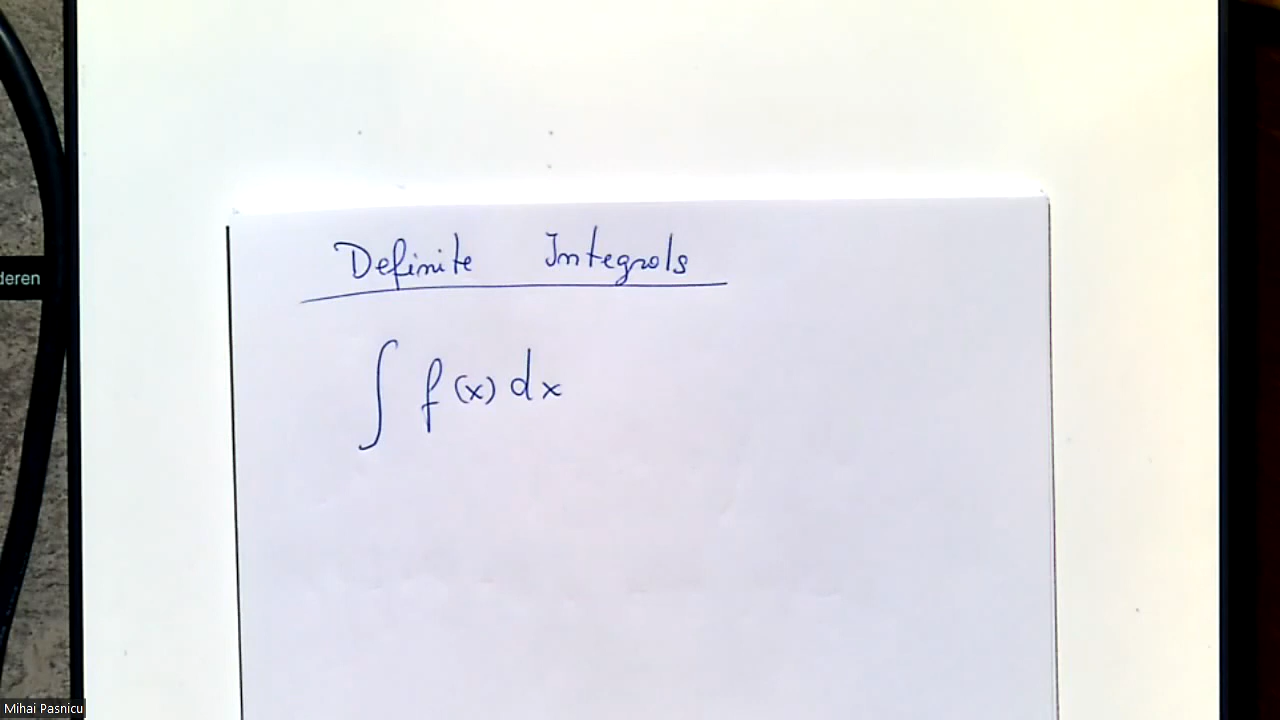 Definite Integrals
∫ f(x) dx
deren
Mihai Pasnicu